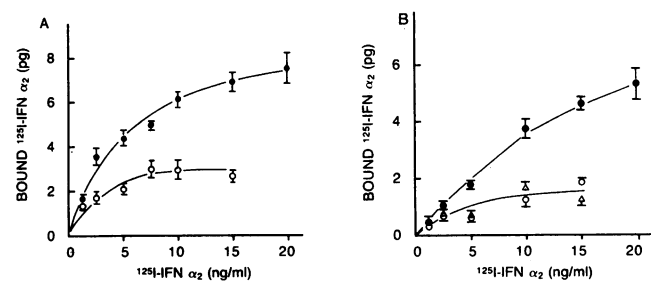 A
BOUND ¹²⁵I-IFN α₂ (pg)
8
6
4
2
0
0 5 10 15 20
¹²⁵I-IFN α₂ (ng/ml)
B
BOUND ¹²⁵I-IFN α₂ (pg)
6
4
2
0
0 5 10 15 20
¹²⁵I-IFN α₂ (ng/ml)